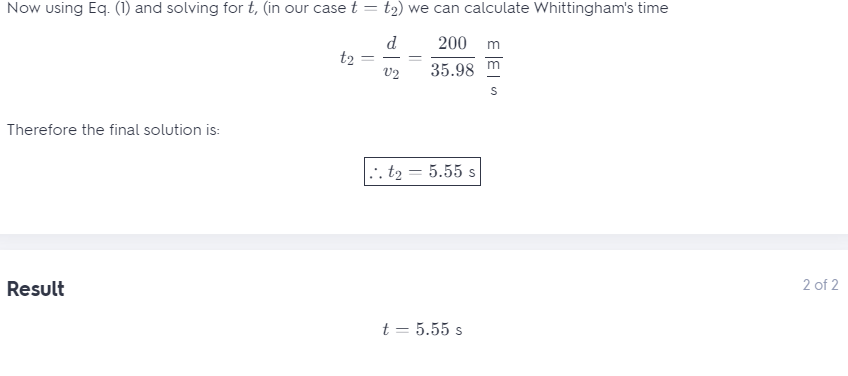 Now using Eq. (1) and solving for t, (in our case t = t₂) we can calculate Whittingham's time
t₂ = d/v₂ = 200/35.98 m/(m/s)
Therefore the final solution is:
∴ t₂ = 5.55 s
Result
2 of 2
t = 5.55 s